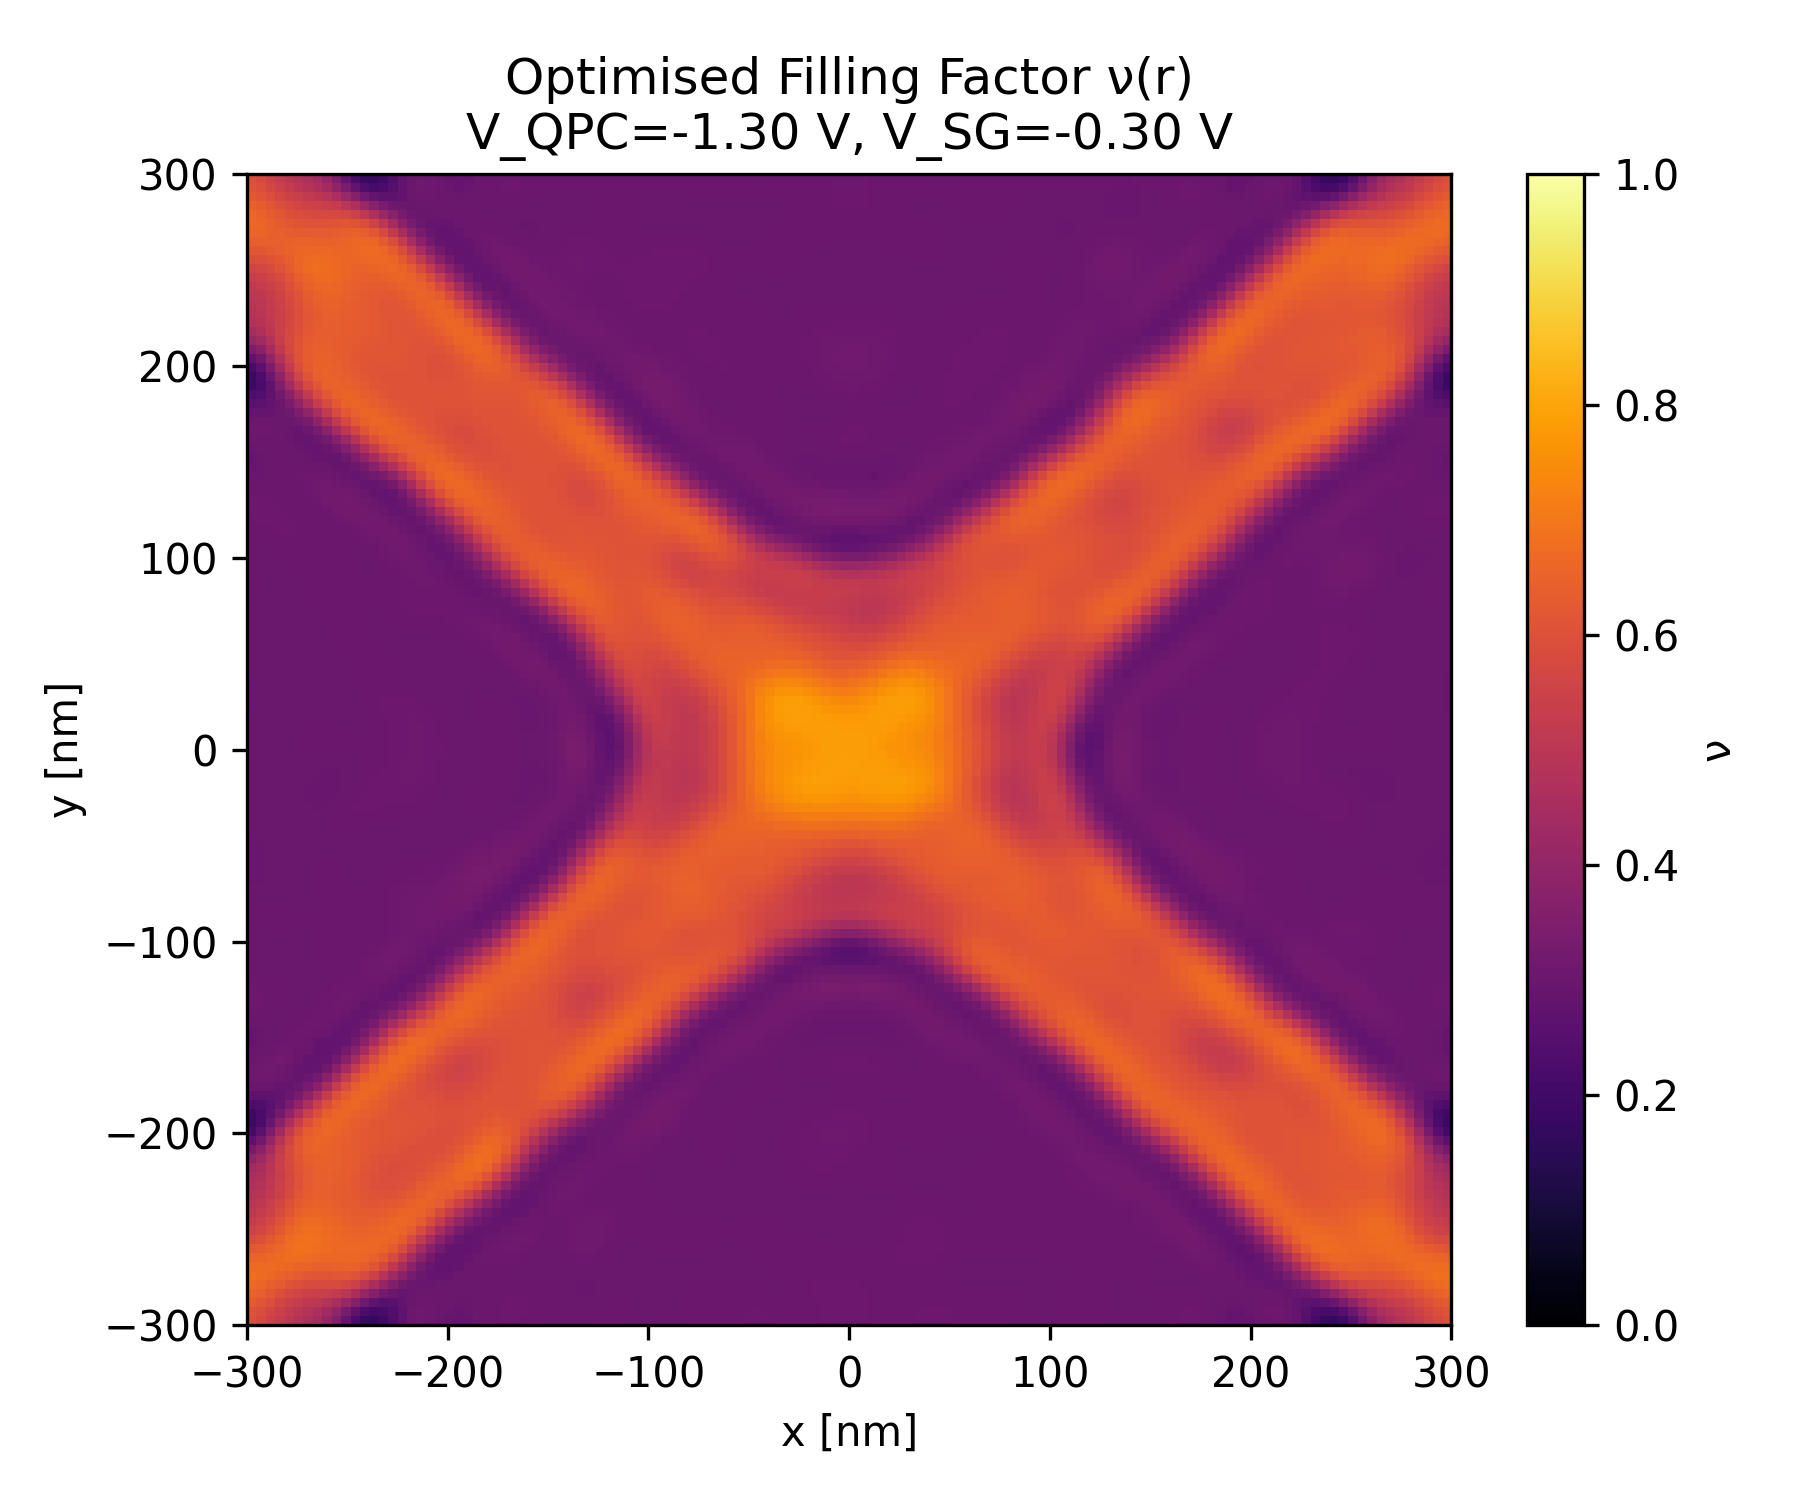 Optimised Filling Factor ν(r)
V_QPC=-1.30 V, V_SG=-0.30 V
300
200
100
0
−100
−200
−300
y [nm]
−300 −200 −100 0 100 200 300
x [nm]
1.0
0.8
0.6
0.4
0.2
0.0
ν